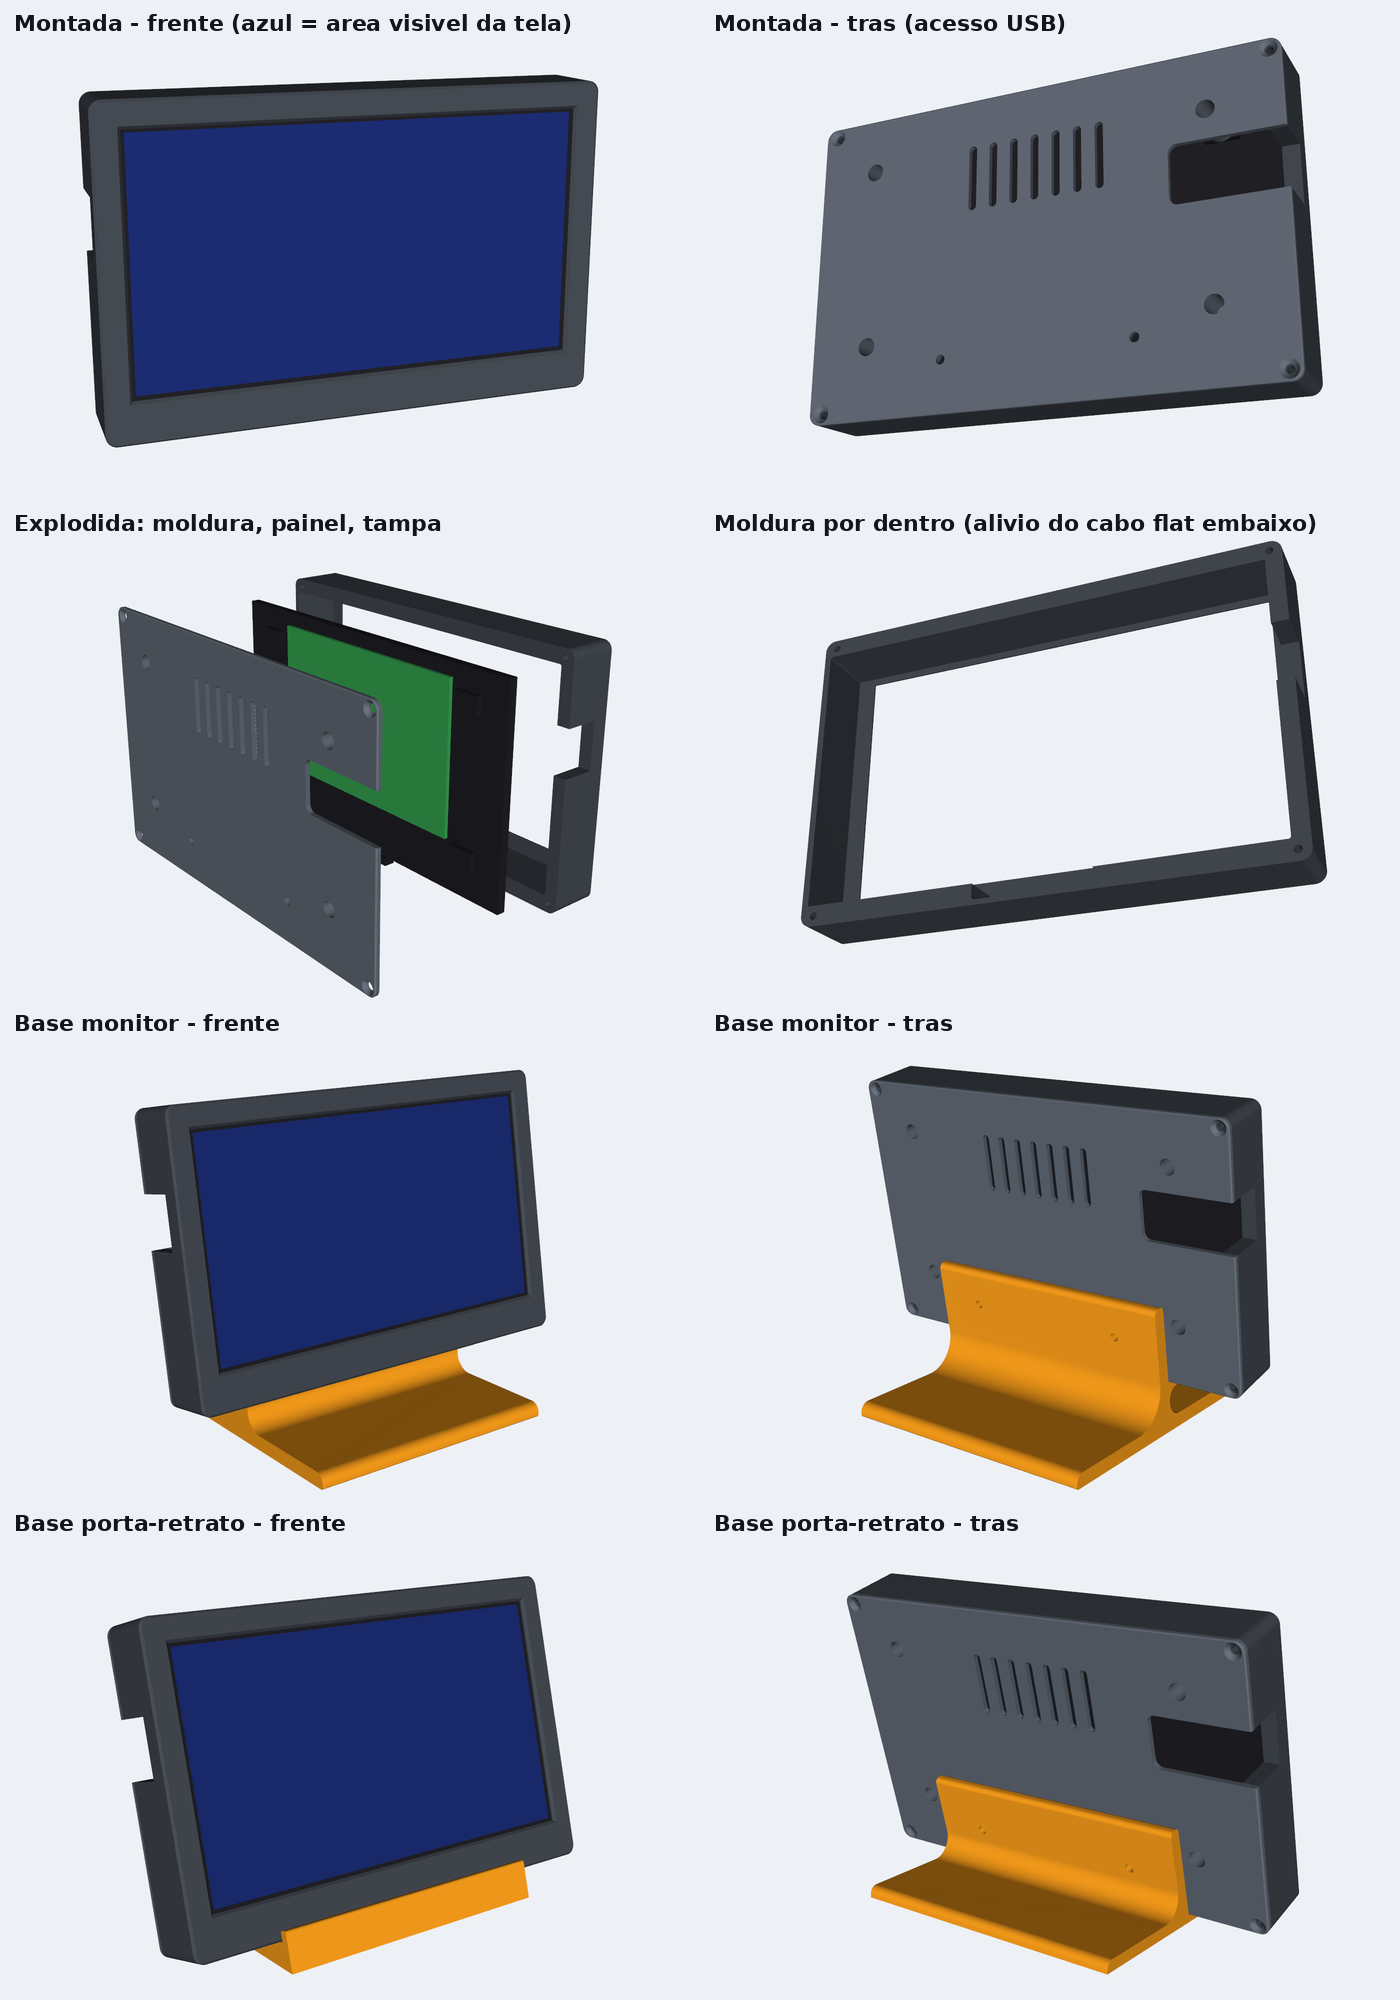 Montada - frente (azul = area visivel da tela)
Montada - tras (acesso USB)
Explodida: moldura, painel, tampa
Moldura por dentro (alivio do cabo flat embaixo)
Base monitor - frente
Base monitor - tras
Base porta-retrato - frente
Base porta-retrato - tras